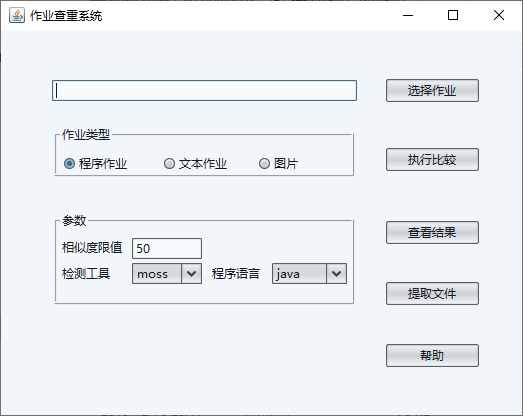 作业查重系统
选择作业
作业类型
程序作业 文本作业 图片
执行比较
参数
相似度限值 50
查看结果
检测工具 moss 程序语言 java
提取文件
帮助